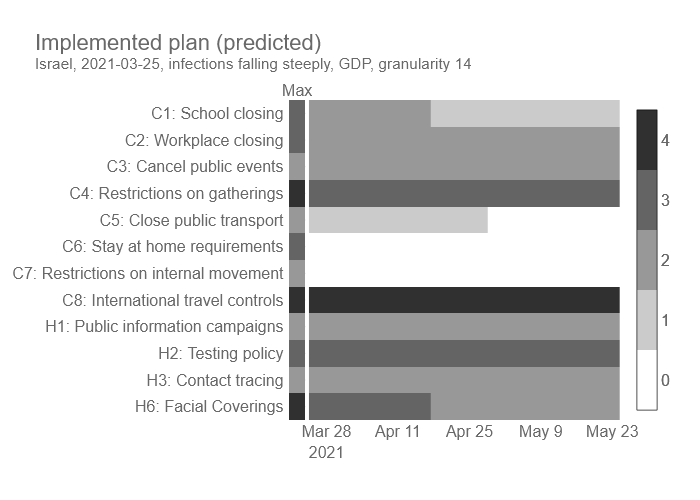 Implemented plan (predicted)
Israel, 2021-03-25, infections falling steeply, GDP, granularity 14
Max
C1: School closing
C2: Workplace closing
C3: Cancel public events
C4: Restrictions on gatherings
C5: Close public transport
C6: Stay at home requirements
C7: Restrictions on internal movement
C8: International travel controls
H1: Public information campaigns
H2: Testing policy
H3: Contact tracing
H6: Facial Coverings
Mar 28 Apr 11 Apr 25 May 9 May 23
2021
4
3
2
1
0